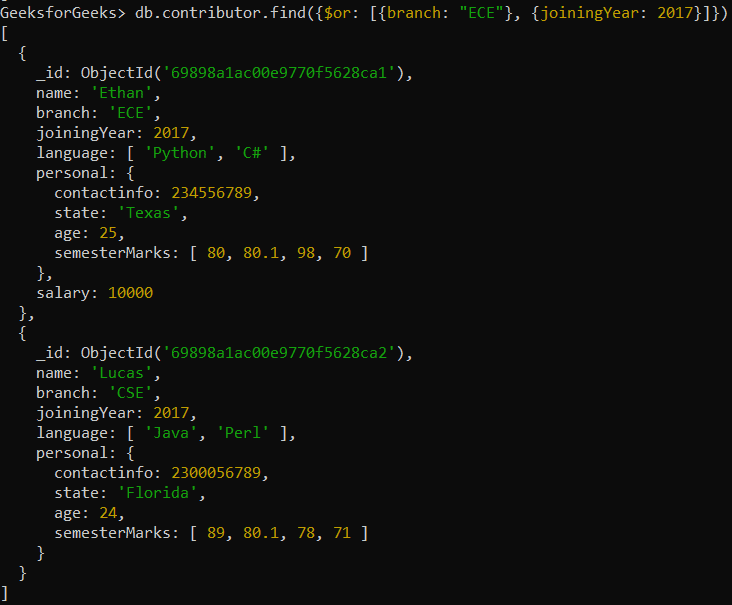 GeeksforGeeks> db.contributor.find({$or: [{branch: "ECE"}, {joiningYear: 2017}]})
[
  {
    _id: ObjectId('69898a1ac00e9770f5628ca1'),
    name: 'Ethan',
    branch: 'ECE',
    joiningYear: 2017,
    language: [ 'Python', 'C#' ],
    personal: {
      contactinfo: 234556789,
      state: 'Texas',
      age: 25,
      semesterMarks: [ 80, 80.1, 98, 70 ]
    },
    salary: 10000
  },
  {
    _id: ObjectId('69898a1ac00e9770f5628ca2'),
    name: 'Lucas',
    branch: 'CSE',
    joiningYear: 2017,
    language: [ 'Java', 'Perl' ],
    personal: {
      contactinfo: 2300056789,
      state: 'Florida',
      age: 24,
      semesterMarks: [ 89, 80.1, 78, 71 ]
    }
  }
]